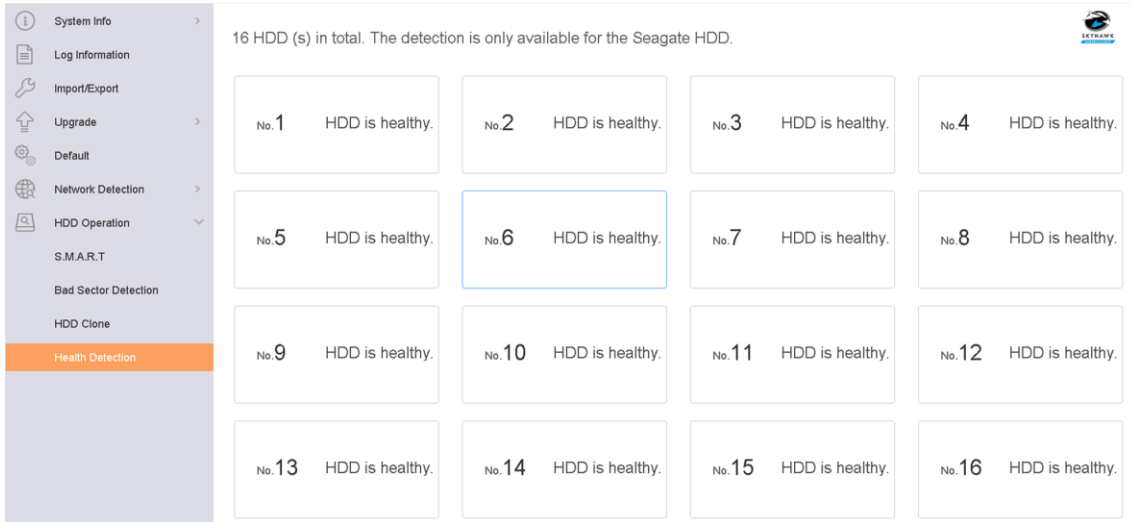 System Info
Log Information
Import/Export
Upgrade
Default
Network Detection
HDD Operation
S.M.A.R.T
Bad Sector Detection
HDD Clone
Health Detection
16 HDD (s) in total. The detection is only available for the Seagate HDD.
SKYHAWK
SURVEILLANCE
No.1 HDD is healthy.
No.2 HDD is healthy.
No.3 HDD is healthy.
No.4 HDD is healthy.
No.5 HDD is healthy.
No.6 HDD is healthy.
No.7 HDD is healthy.
No.8 HDD is healthy.
No.9 HDD is healthy.
No.10 HDD is healthy.
No.11 HDD is healthy.
No.12 HDD is healthy.
No.13 HDD is healthy.
No.14 HDD is healthy.
No.15 HDD is healthy.
No.16 HDD is healthy.